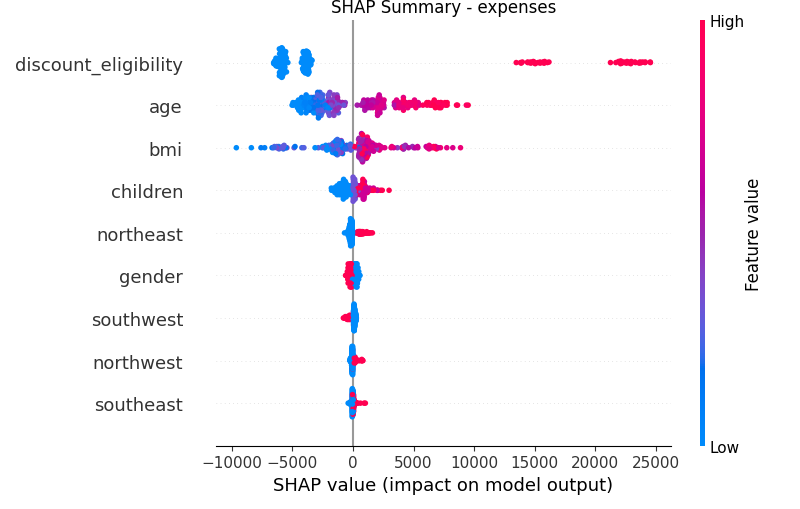 SHAP Summary - expenses
High
discount_eligibility
age
bmi
children
northeast
gender
southwest
northwest
southeast
Feature value
Low
−10000 −5000 0 5000 10000 15000 20000 25000
SHAP value (impact on model output)